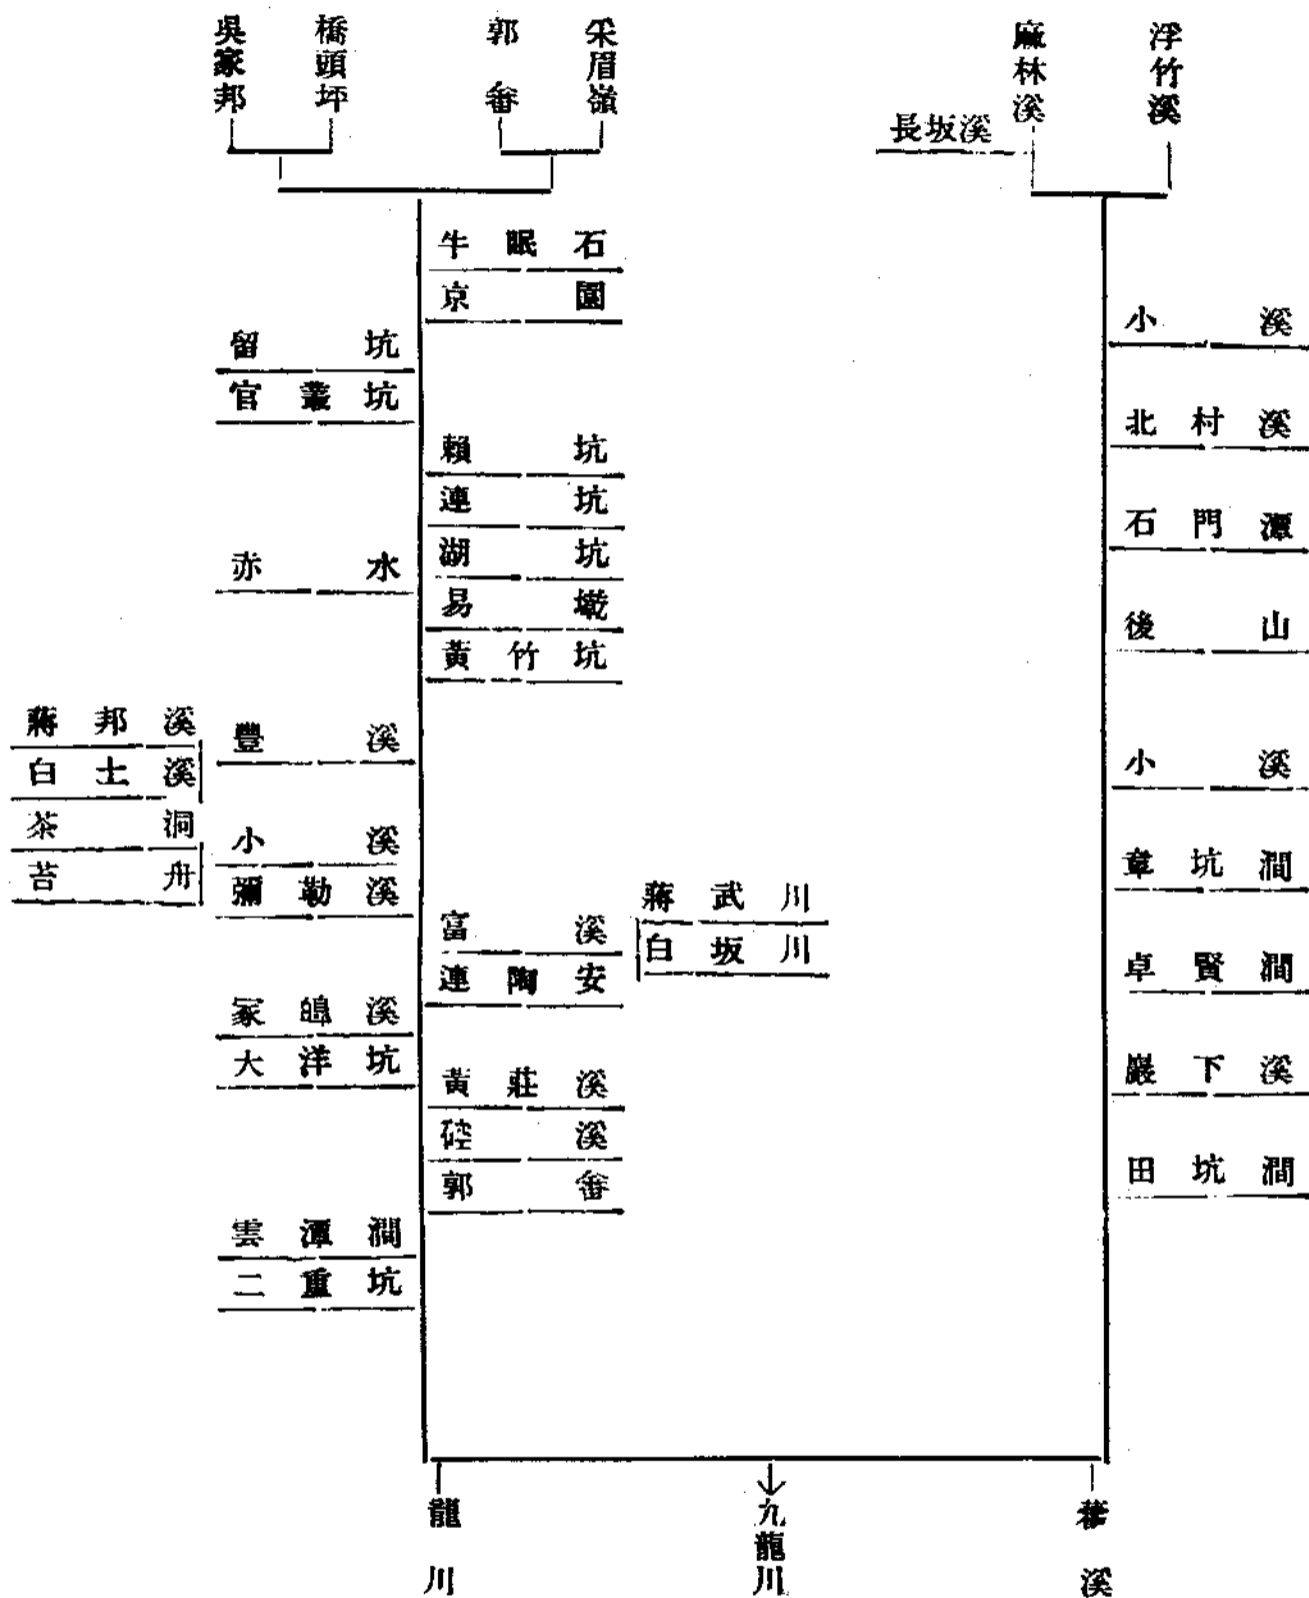 吳家邦
橋頭坪
郭畲
采眉嶺
麻林溪
浮竹溪
長坂溪
牛眠石
京園
小溪
留坑
官叢坑
北村溪
賴坑
連坑
石門潭
湖坑
赤水
易墘
後山
黃竹坑
蔣邦溪
豐溪
白土溪
小溪
茶洞
小溪
苔舟
彌勒溪
章坑澗
蔣武川
富溪
白坂川
連陶安
卓賢澗
溪
大洋坑
黃莊溪
巖下溪
硿溪
郭畲
田坑澗
雲潭澗
二重坑
龍川
九龍川
溪